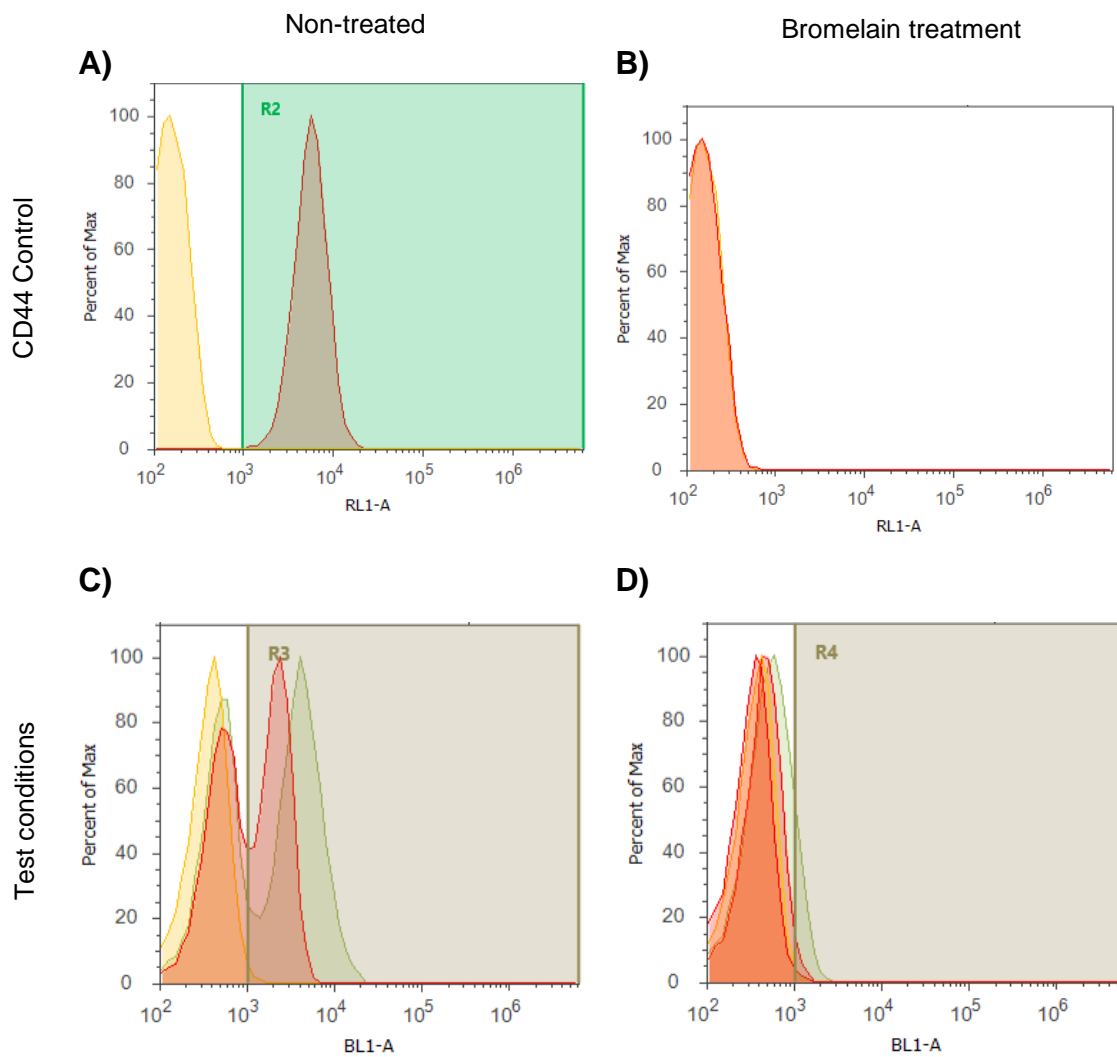 Non-treated
Bromelain treatment
A)
B)
CD44 Control
Percent of Max
100
80
60
40
20
0
R2
10² 10³ 10⁴ 10⁵ 10⁶
RL1-A
Percent of Max
100
80
60
40
20
0
10² 10³ 10⁴ 10⁵ 10⁶
RL1-A
C)
D)
Test conditions
Percent of Max
100
80
60
40
20
0
R3
10² 10³ 10⁴ 10⁵ 10⁶
BL1-A
Percent of Max
100
80
60
40
20
0
R4
10² 10³ 10⁴ 10⁵ 10⁶
BL1-A